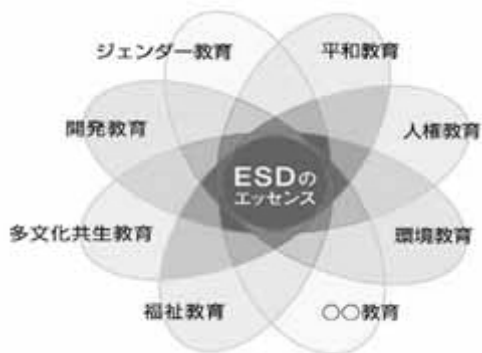 ジェンダー教育
平和教育
開発教育
人権教育
ESDの
エッセンス
多文化共生教育
環境教育
福祉教育
○○教育